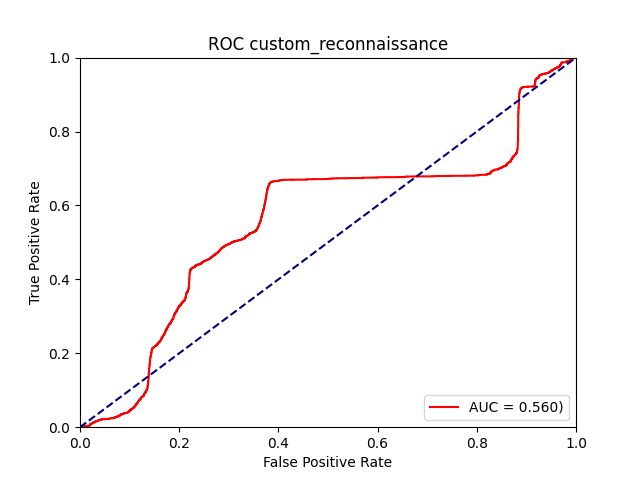 ROC custom_reconnaissance
True Positive Rate
1.0
0.8
0.6
0.4
0.2
0.0
AUC = 0.560)
0.0 0.2 0.4 0.6 0.8 1.0
False Positive Rate